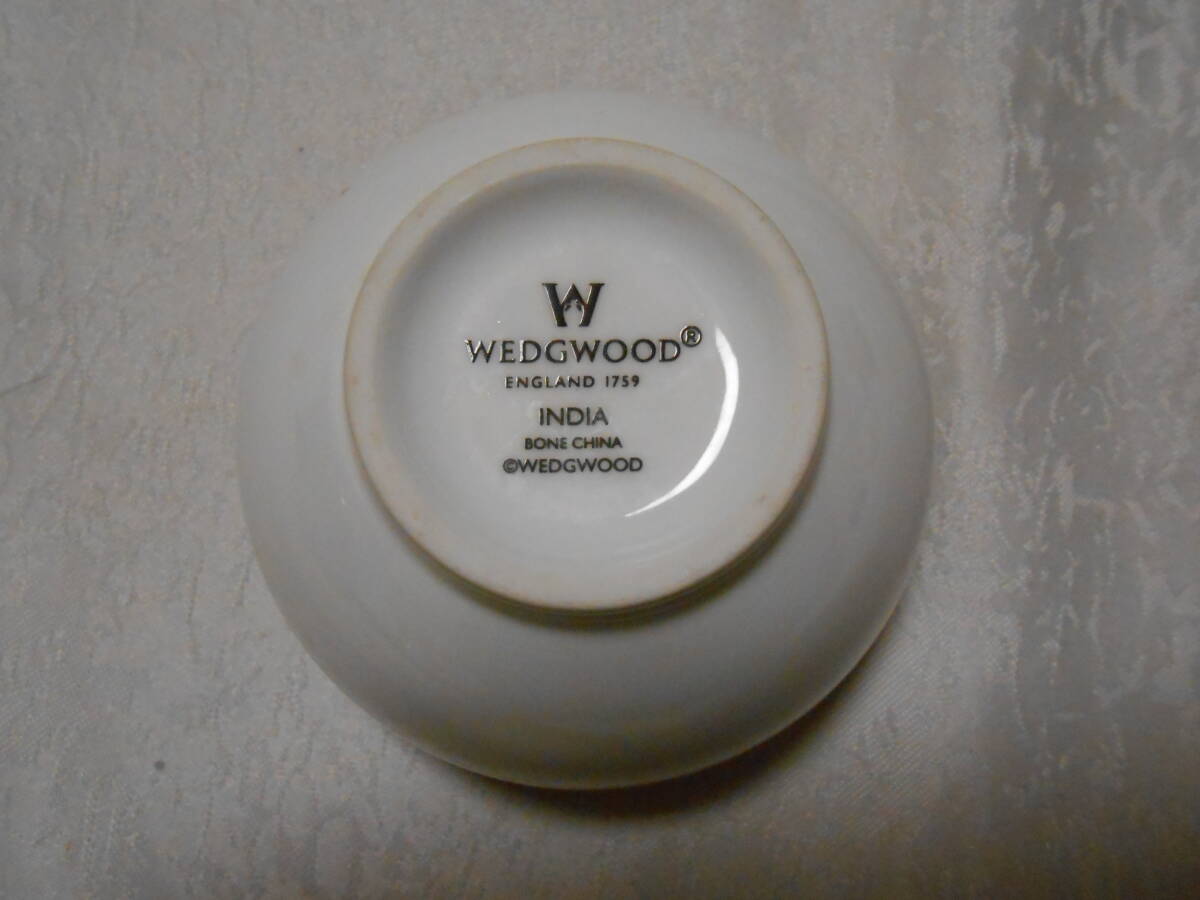 W
WEDGWOOD®
ENGLAND 1759
INDIA
BONE CHINA
©WEDGWOOD